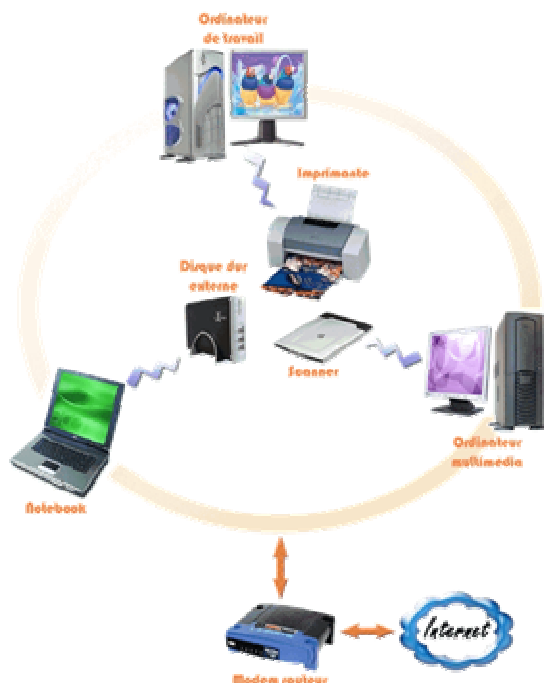 Ordinateur
de travail
Imprimante
Disque dur
externe
Scanner
Ordinateur
multimedia
Notebook
Internet
Modem routeur